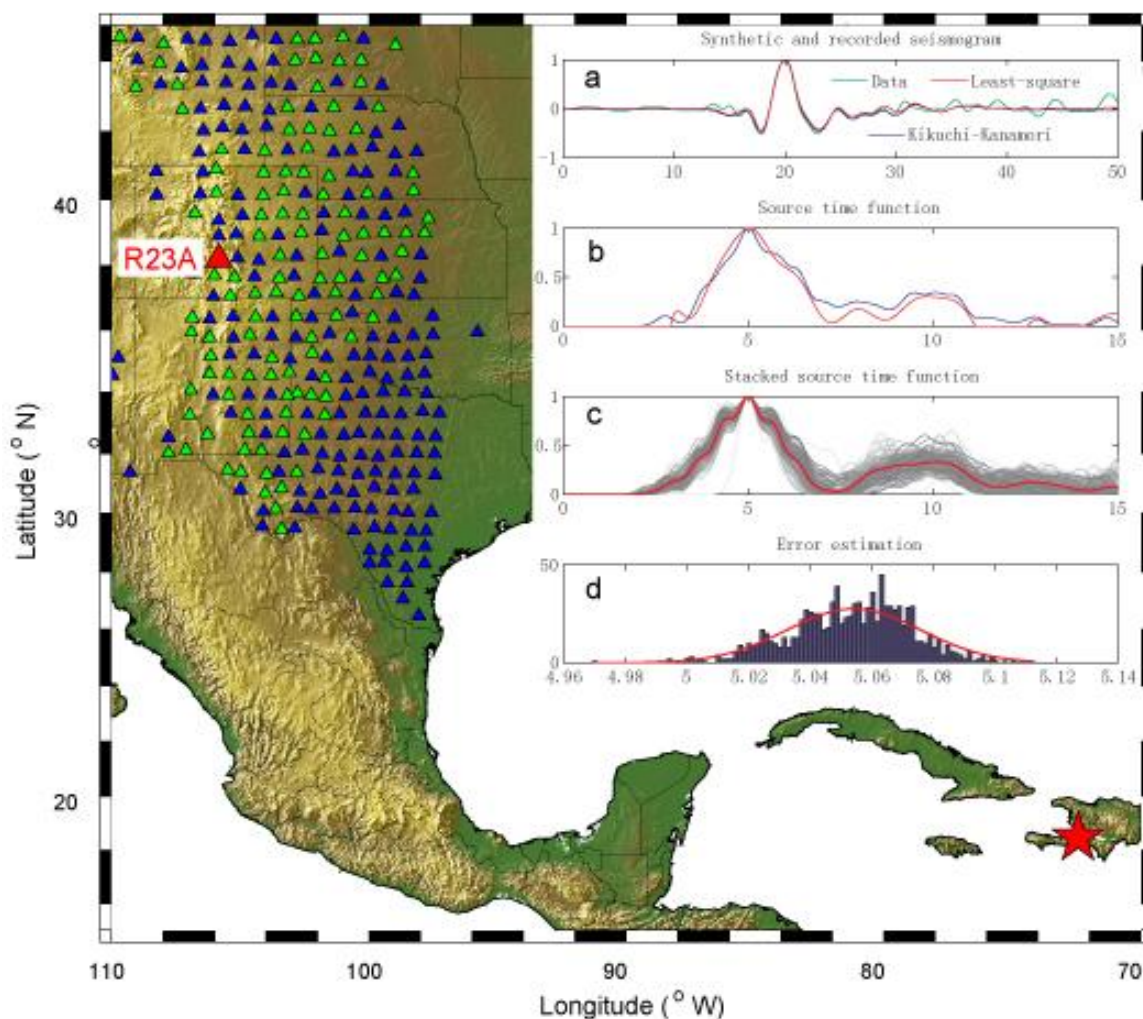 Synthetic and recorded seismogram
a
Data
Least-square
Kikuchi-Kanamori
1
0
-1
0 10 20 30 40 50
Source time function
b
1
0.5
0
0 5 10 15
Stacked source time function
c
1
0.5
0
0 5 10 15
Error estimation
d
50
0
4.96 4.98 5 5.02 5.04 5.06 5.08 5.1 5.12 5.14
R23A
40
30
20
Latitude (° N)
110 100 90 80 70
Longitude (° W)